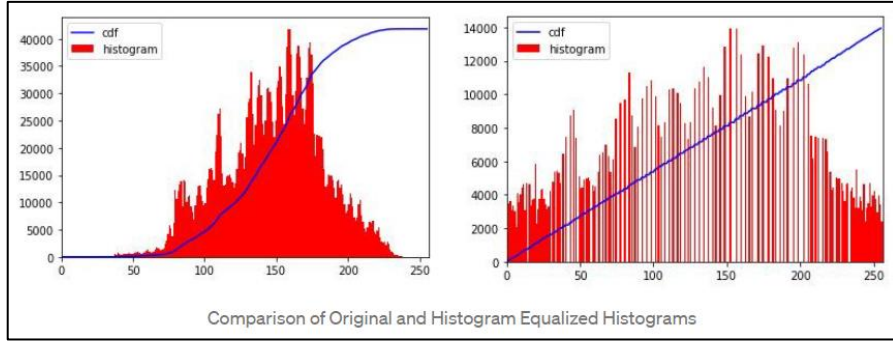 cdf
histogram
40000
35000
30000
25000
20000
15000
10000
5000
0
0 50 100 150 200 250
cdf
histogram
14000
12000
10000
8000
6000
4000
2000
0
0 50 100 150 200 250
Comparison of Original and Histogram Equalized Histograms